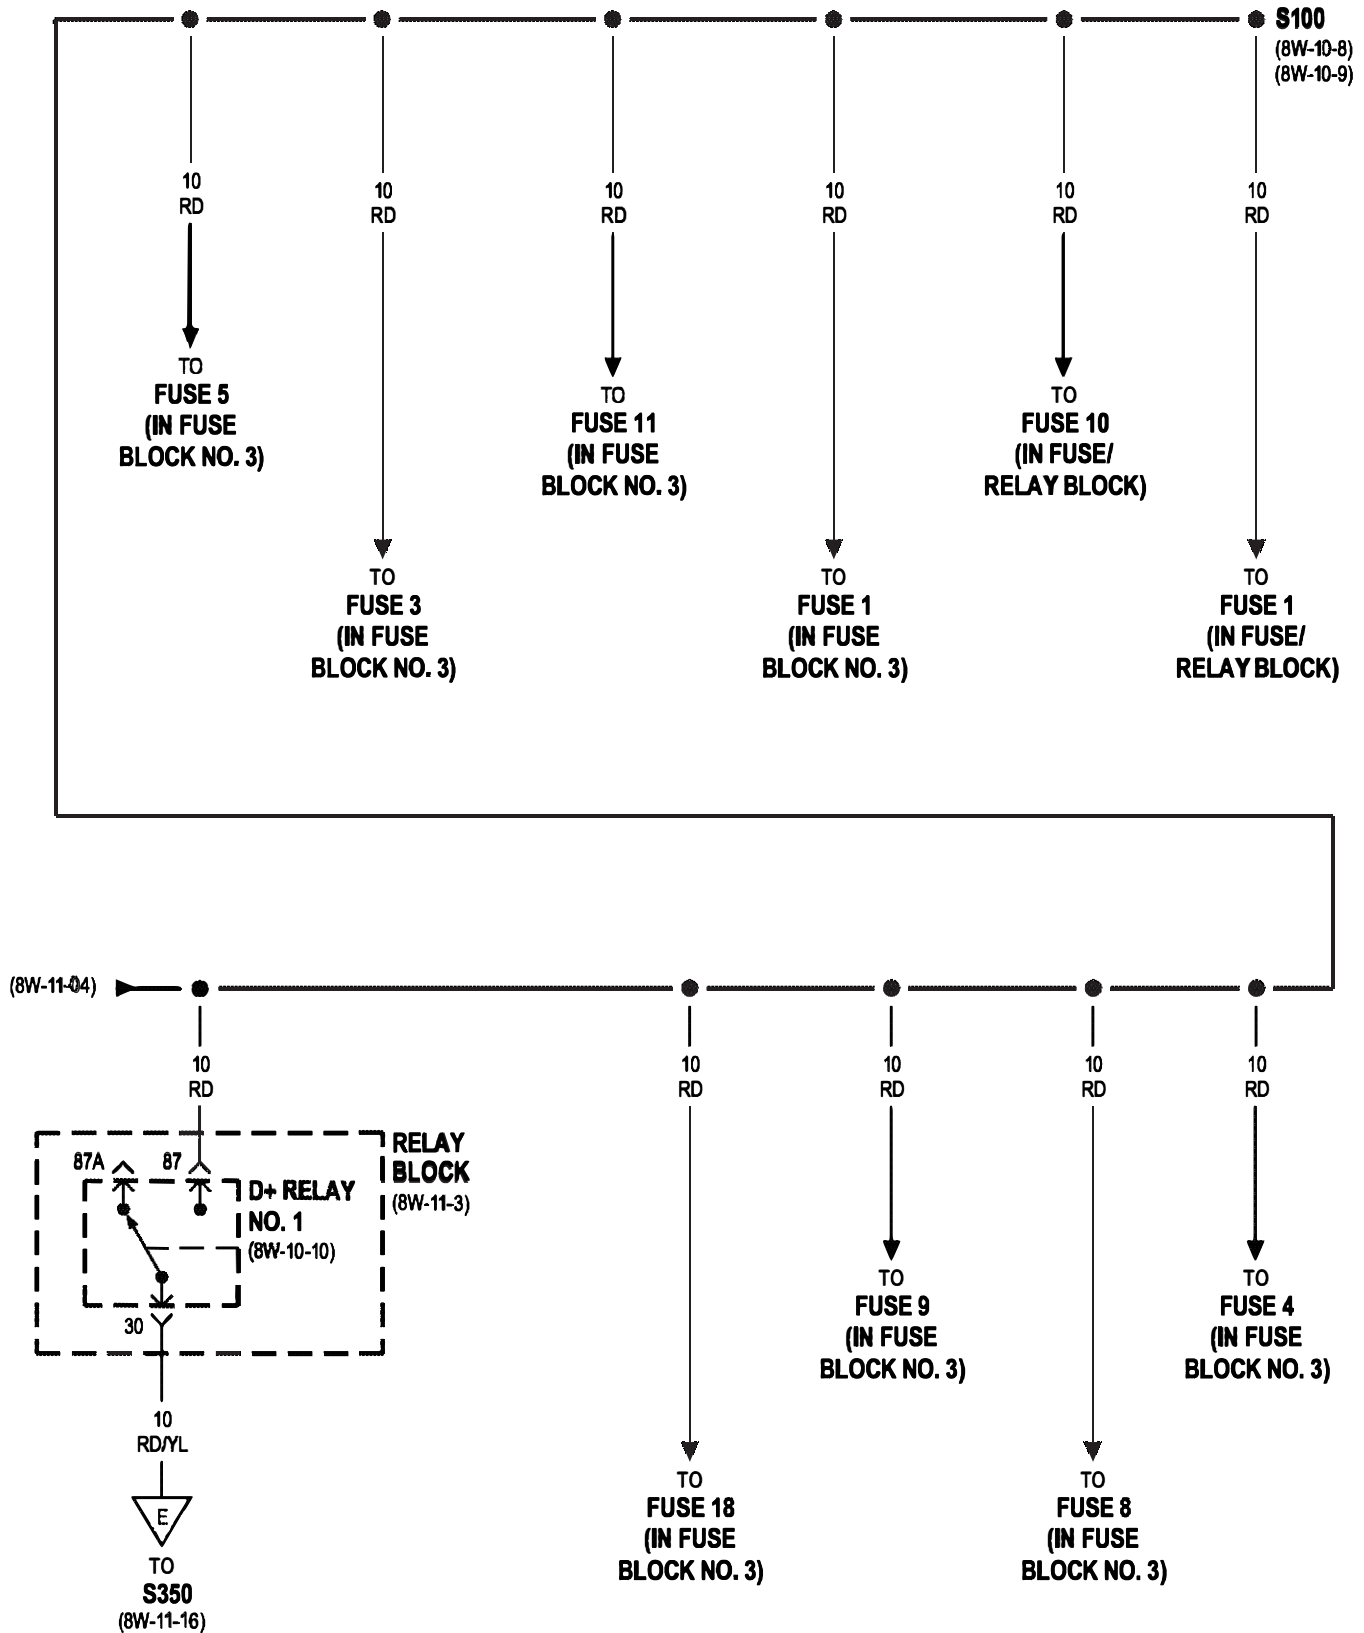 S100
(8W-10-8)
(8W-10-9)
10
RD
10
RD
10
RD
10
RD
10
RD
10
RD
TO
FUSE 5
(IN FUSE
BLOCK NO. 3)
TO
FUSE 11
(IN FUSE
BLOCK NO. 3)
TO
FUSE 10
(IN FUSE/
RELAY BLOCK)
TO
FUSE 3
(IN FUSE
BLOCK NO. 3)
TO
FUSE 1
(IN FUSE
BLOCK NO. 3)
TO
FUSE 1
(IN FUSE/
RELAY BLOCK)
(8W-11-04)
10
RD
10
RD
10
RD
10
RD
10
RD
RELAY
BLOCK
(8W-11-3)
87A
87
D+ RELAY
NO. 1
(8W-10-10)
30
TO
FUSE 9
(IN FUSE
BLOCK NO. 3)
TO
FUSE 4
(IN FUSE
BLOCK NO. 3)
10
RD/YL
E
TO
S350
(8W-11-16)
TO
FUSE 18
(IN FUSE
BLOCK NO. 3)
TO
FUSE 8
(IN FUSE
BLOCK NO. 3)